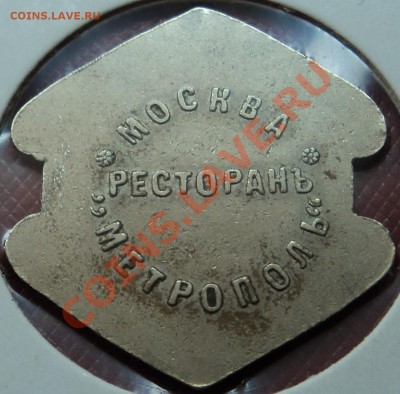 COINS.LAVE.RU
МОСКВА
РЕСТОРАНЪ
„МЕТРОПОЛЬ“
COINS.LAVE.RU